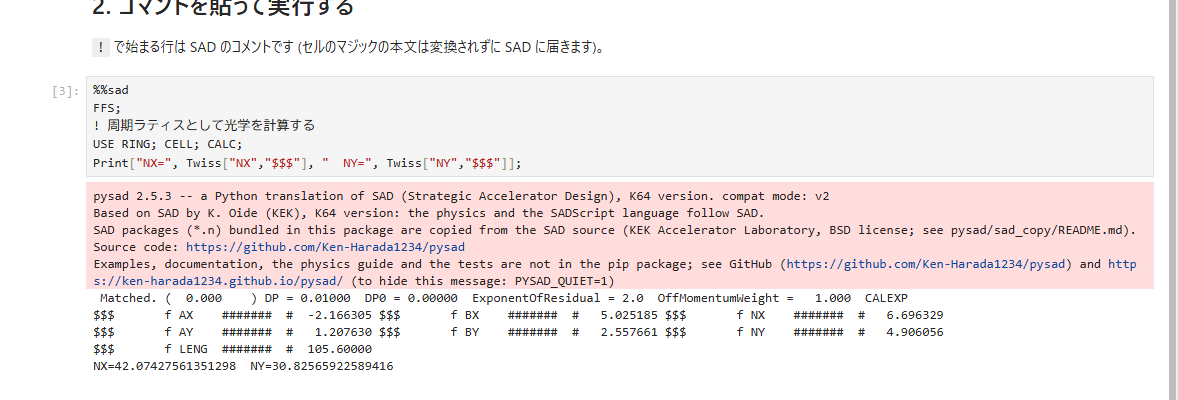 2. コマンドを貼って実行する
! で始まる行は SAD のコメントです (セルのマジックの本文は変換されずに SAD に届きます)。
[3]:
%%sad
FFS;
! 周期ラティスとして光学を計算する
USE RING; CELL; CALC;
Print["NX=", Twiss["NX","$$$"], "  NY=", Twiss["NY","$$$"]];
pysad 2.5.3 -- a Python translation of SAD (Strategic Accelerator Design), K64 version. compat mode: v2
Based on SAD by K. Oide (KEK), K64 version: the physics and the SADScript language follow SAD.
SAD packages (*.n) bundled in this package are copied from the SAD source (KEK Accelerator Laboratory, BSD license; see pysad/sad_copy/README.md).
Source code: https://github.com/Ken-Harada1234/pysad
Examples, documentation, the physics guide and the tests are not in the pip package; see GitHub (https://github.com/Ken-Harada1234/pysad) and http
s://ken-harada1234.github.io/pysad/ (to hide this message: PYSAD_QUIET=1)
Matched. (  0.000    ) DP = 0.01000  DP0 = 0.00000  ExponentOfResidual = 2.0  OffMomentumWeight =   1.000  CALEXP
$$$      f AX    #######  #  -2.166305 $$$      f BX    #######  #   5.025185 $$$      f NX    #######  #   6.696329
$$$      f AY    #######  #   1.207630 $$$      f BY    #######  #   2.557661 $$$      f NY    #######  #   4.906056
$$$      f LENG  #######  #  105.60000
NX=42.07427561351298  NY=30.82565922589416